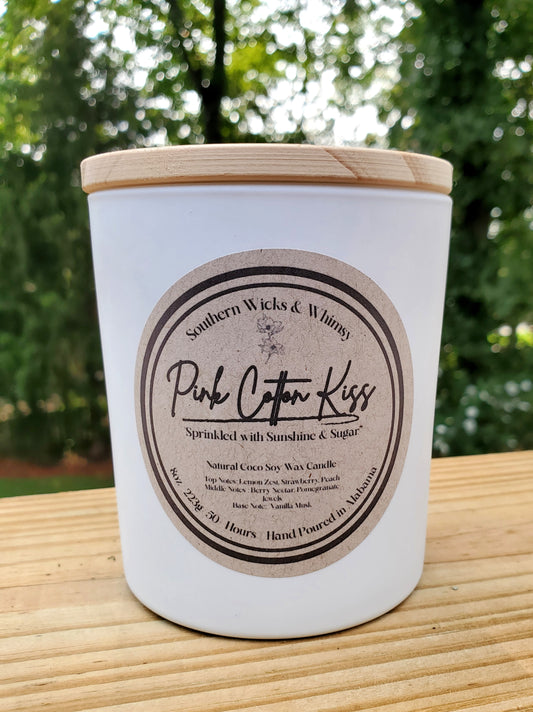 Southern Wicks & Whimsy
Pink Cotton Kiss
Sprinkled with Sunshine & Sugar™
Natural Coco Soy Wax Candle
Top Notes: Lemon Zest, Strawberry, Peach
Middle Notes: Berry Nectar, Pomegranate
Jewels
Base Note: Vanilla Musk
8oz 223g 50 Hours Hand Poured in Alabama